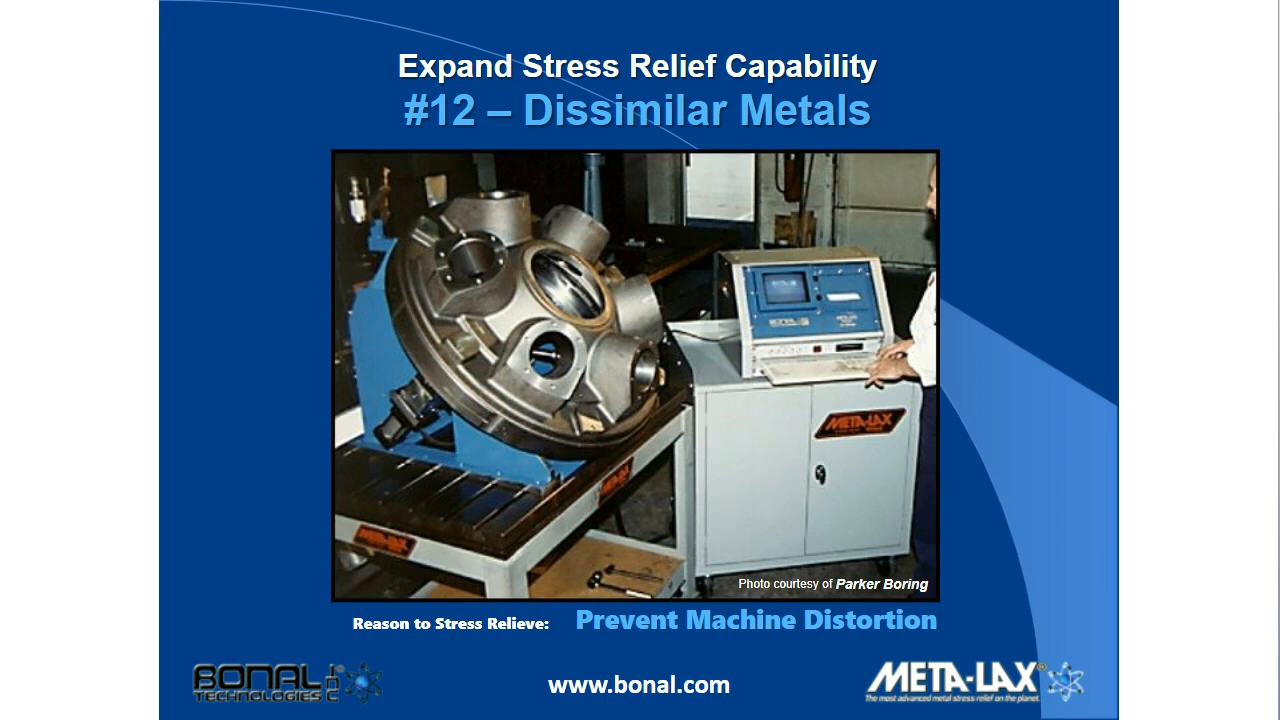 Expand Stress Relief Capability
#12 – Dissimilar Metals
BONAL
META-LAX
META-LAX
META-LAX
Photo courtesy of Parker Boring
Reason to Stress Relieve: Prevent Machine Distortion
BONAL INC
TECHNOLOGIES
www.bonal.com
META-LAX®
The most advanced metal stress relief on the planet.